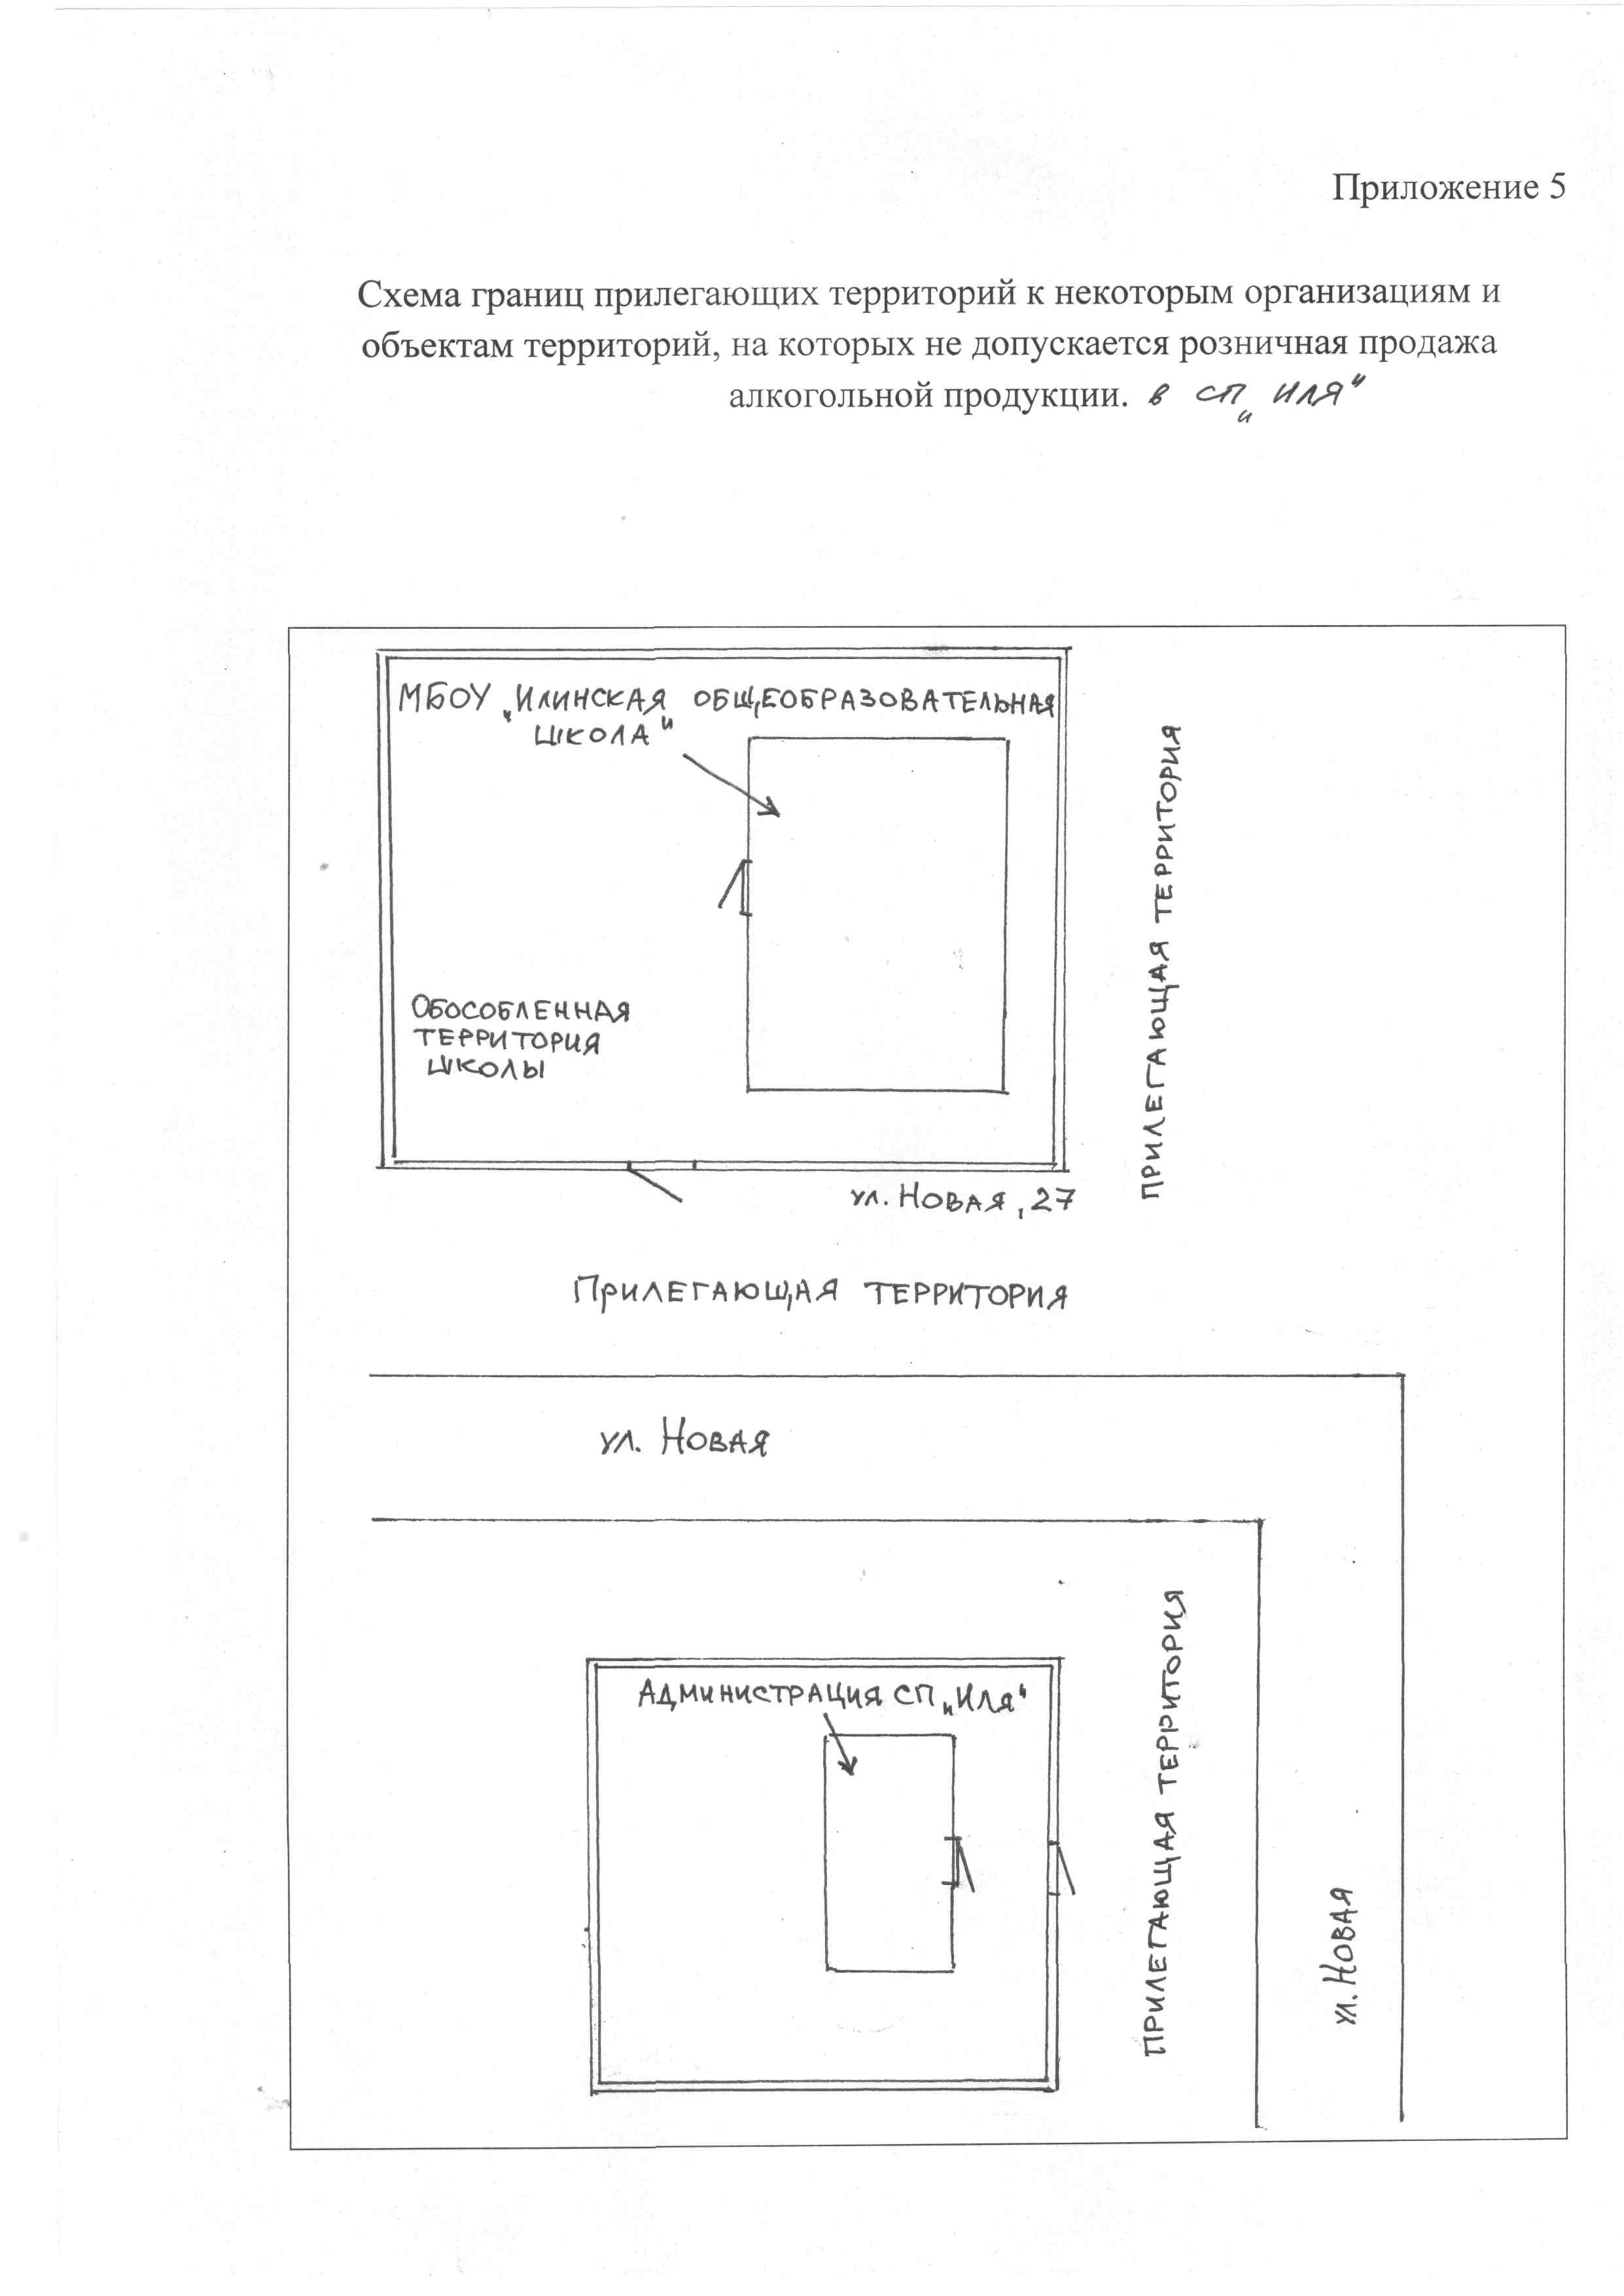 Приложение 5
Схема границ прилегающих территорий к некоторым организациям и
объектам территорий, на которых не допускается розничная продажа
алкогольной продукции. в СП „Иля“
МБОУ „Илинская общеобразовательная
школа“
Прилегающая территория
Обособленная
территория
школы
ул. Новая, 27
Прилегающая территория
ул. Новая
Администрация СП „Иля“
Прилегающая территория
ул. Новая